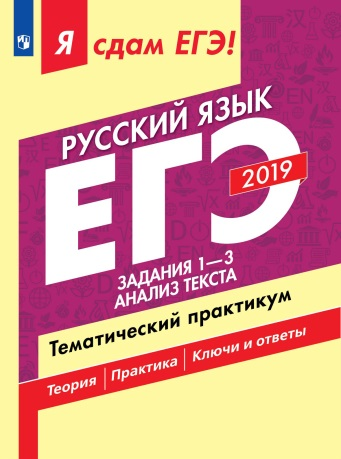 Я сдам ЕГЭ!
РУССКИЙ ЯЗЫК
ЕГЭ
2019
ЗАДАНИЯ 1—3
АНАЛИЗ ТЕКСТА
Тематический практикум
Теория | Практика | Ключи и ответы